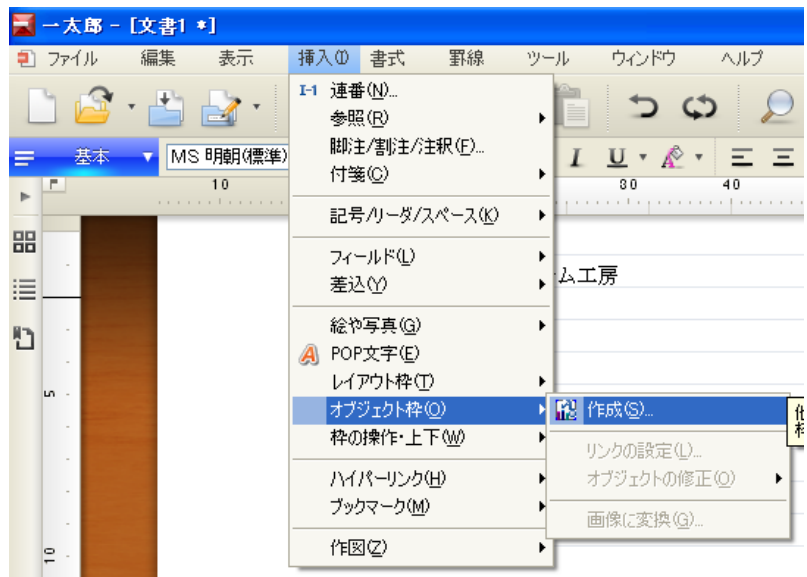 一太郎 - [文書1 *]
ファイル 編集 表示 挿入(I) 書式 罫線 ツール ウィンドウ ヘルプ
基本 MS 明朝(標準)
I-1 連番(N)...
参照(R)
脚注/割注/注釈(F)...
付箋(C)
記号/リーダ/スペース(K)
フィールド(L)
差込(Y)
絵や写真(G)
POP文字(E)
レイアウト枠(T)
オブジェクト枠(O)
枠の操作・上下(W)
ハイパーリンク(H)
ブックマーク(M)
作図(Z)
作成(S)...
リンクの設定(L)...
オブジェクトの修正(O)
画像に変換(G)...
I U
10 30 40
ム工房
5
10